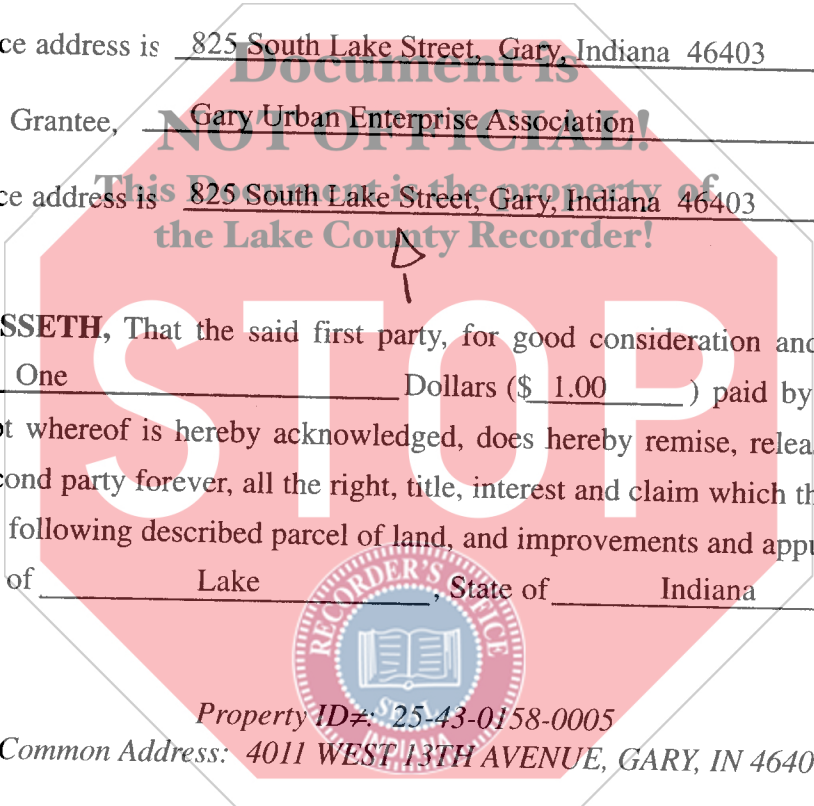 ce address is 825 South Lake Street, Gary, Indiana 46403
Document is
Grantee, Gary Urban Enterprise Association
NOT OFFICIAL!
This Document is the property of
ce address is 825 South Lake Street, Gary, Indiana 46403
the Lake County Recorder!
STOP
SSETH, That the said first party, for good consideration and
One Dollars ($ 1.00 ) paid by
ot whereof is hereby acknowledged, does hereby remise, relea
cond party forever, all the right, title, interest and claim which th
following described parcel of land, and improvements and appu
of Lake , State of Indiana
RECORDER'S OFFICE
SEAL
INDIANA
Property ID≠: 25-43-0158-0005
Common Address: 4011 WEST 13TH AVENUE, GARY, IN 4640